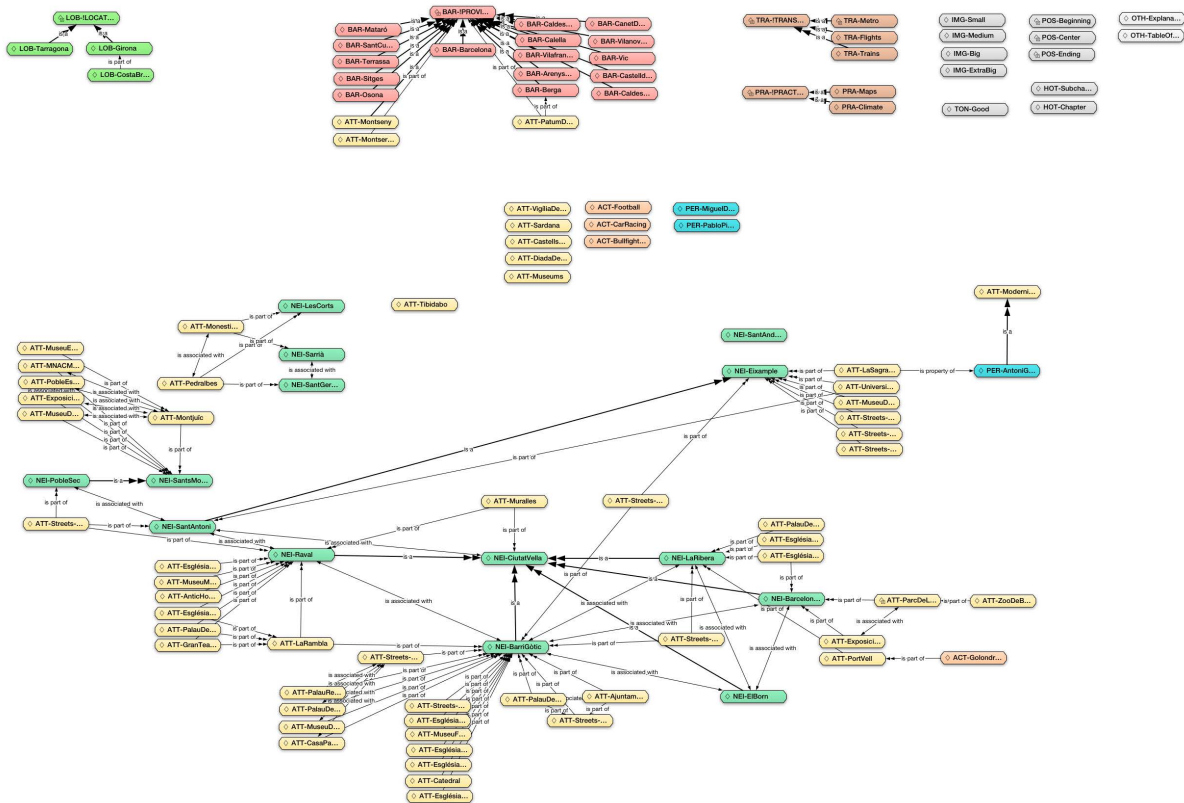 LOB-!LOCAT...
LOB-Tarragona
LOB-Girona
LOB-CostaBr...
is a
is part of
BAR-!PROVI...
BAR-Mataró
BAR-SantCu...
BAR-Terrassa
BAR-Sitges
BAR-Osona
BAR-Barcelona
BAR-Caldes...
BAR-Calella
BAR-Vilafran...
BAR-Arenys...
BAR-Berga
BAR-CanetD...
BAR-Vilanov...
BAR-Vic
BAR-Castelld...
BAR-Caldes...
ATT-Montseny
ATT-Montser...
ATT-PatumD...
is a
is part of
TRA-!TRANS...
TRA-Metro
TRA-Flights
TRA-Trains
PRA-!PRACT...
PRA-Maps
PRA-Climate
IMG-Small
IMG-Medium
IMG-Big
IMG-ExtraBig
TON-Good
POS-Beginning
POS-Center
POS-Ending
HOT-Subcha...
HOT-Chapter
OTH-Explana...
OTH-TableOf...
ATT-VigíliaDe...
ATT-Sardana
ATT-Castells...
ATT-DiadaDe...
ATT-Museums
ACT-Football
ACT-CarRacing
ACT-Bullfight...
PER-MiguelD...
PER-PabloPi...
ATT-Tibidabo
NEI-LesCorts
ATT-Monesti...
NEI-Sarrià
ATT-Pedralbes
NEI-SantGer...
is part of
is associated with
ATT-MuseuE...
ATT-MNACM...
ATT-PobleEs...
ATT-Exposici...
ATT-MuseuD...
ATT-Montjuïc
NEI-PobleSec
is a
NEI-SantsMo...
ATT-Streets-...
NEI-SantAntoni
is part of
is associated with
NEI-SantAnd...
NEI-Eixample
ATT-LaSagra...
is property of
PER-AntoniG...
is a
ATT-Moderni...
ATT-Universi...
ATT-MuseuD...
ATT-Streets-...
ATT-Streets-...
ATT-Streets-...
ATT-Streets-...
ATT-Muralles
NEI-Raval
is a
NEI-CiutatVella
is a
NEI-LaRibera
ATT-PalauDe...
ATT-Església...
ATT-Església...
NEI-Barcelon...
ATT-ParcDeL...
is part of
ATT-ZooDeB...
ATT-Exposici...
ATT-PortVell
is part of
ACT-Golondr...
ATT-Església...
ATT-MuseuM...
ATT-AnticHo...
ATT-Església...
ATT-PalauDe...
ATT-GranTea...
ATT-LaRambla
NEI-BarriGòtic
ATT-Streets-...
NEI-ElBorn
ATT-Streets-...
ATT-PalauRe...
ATT-PalauDe...
ATT-MuseuD...
ATT-CasaPa...
ATT-Streets-...
ATT-Església...
ATT-MuseuF...
ATT-Església...
ATT-Església...
ATT-Catedral
ATT-Església...
ATT-PalauDe...
ATT-Ajuntam...
ATT-Streets-...